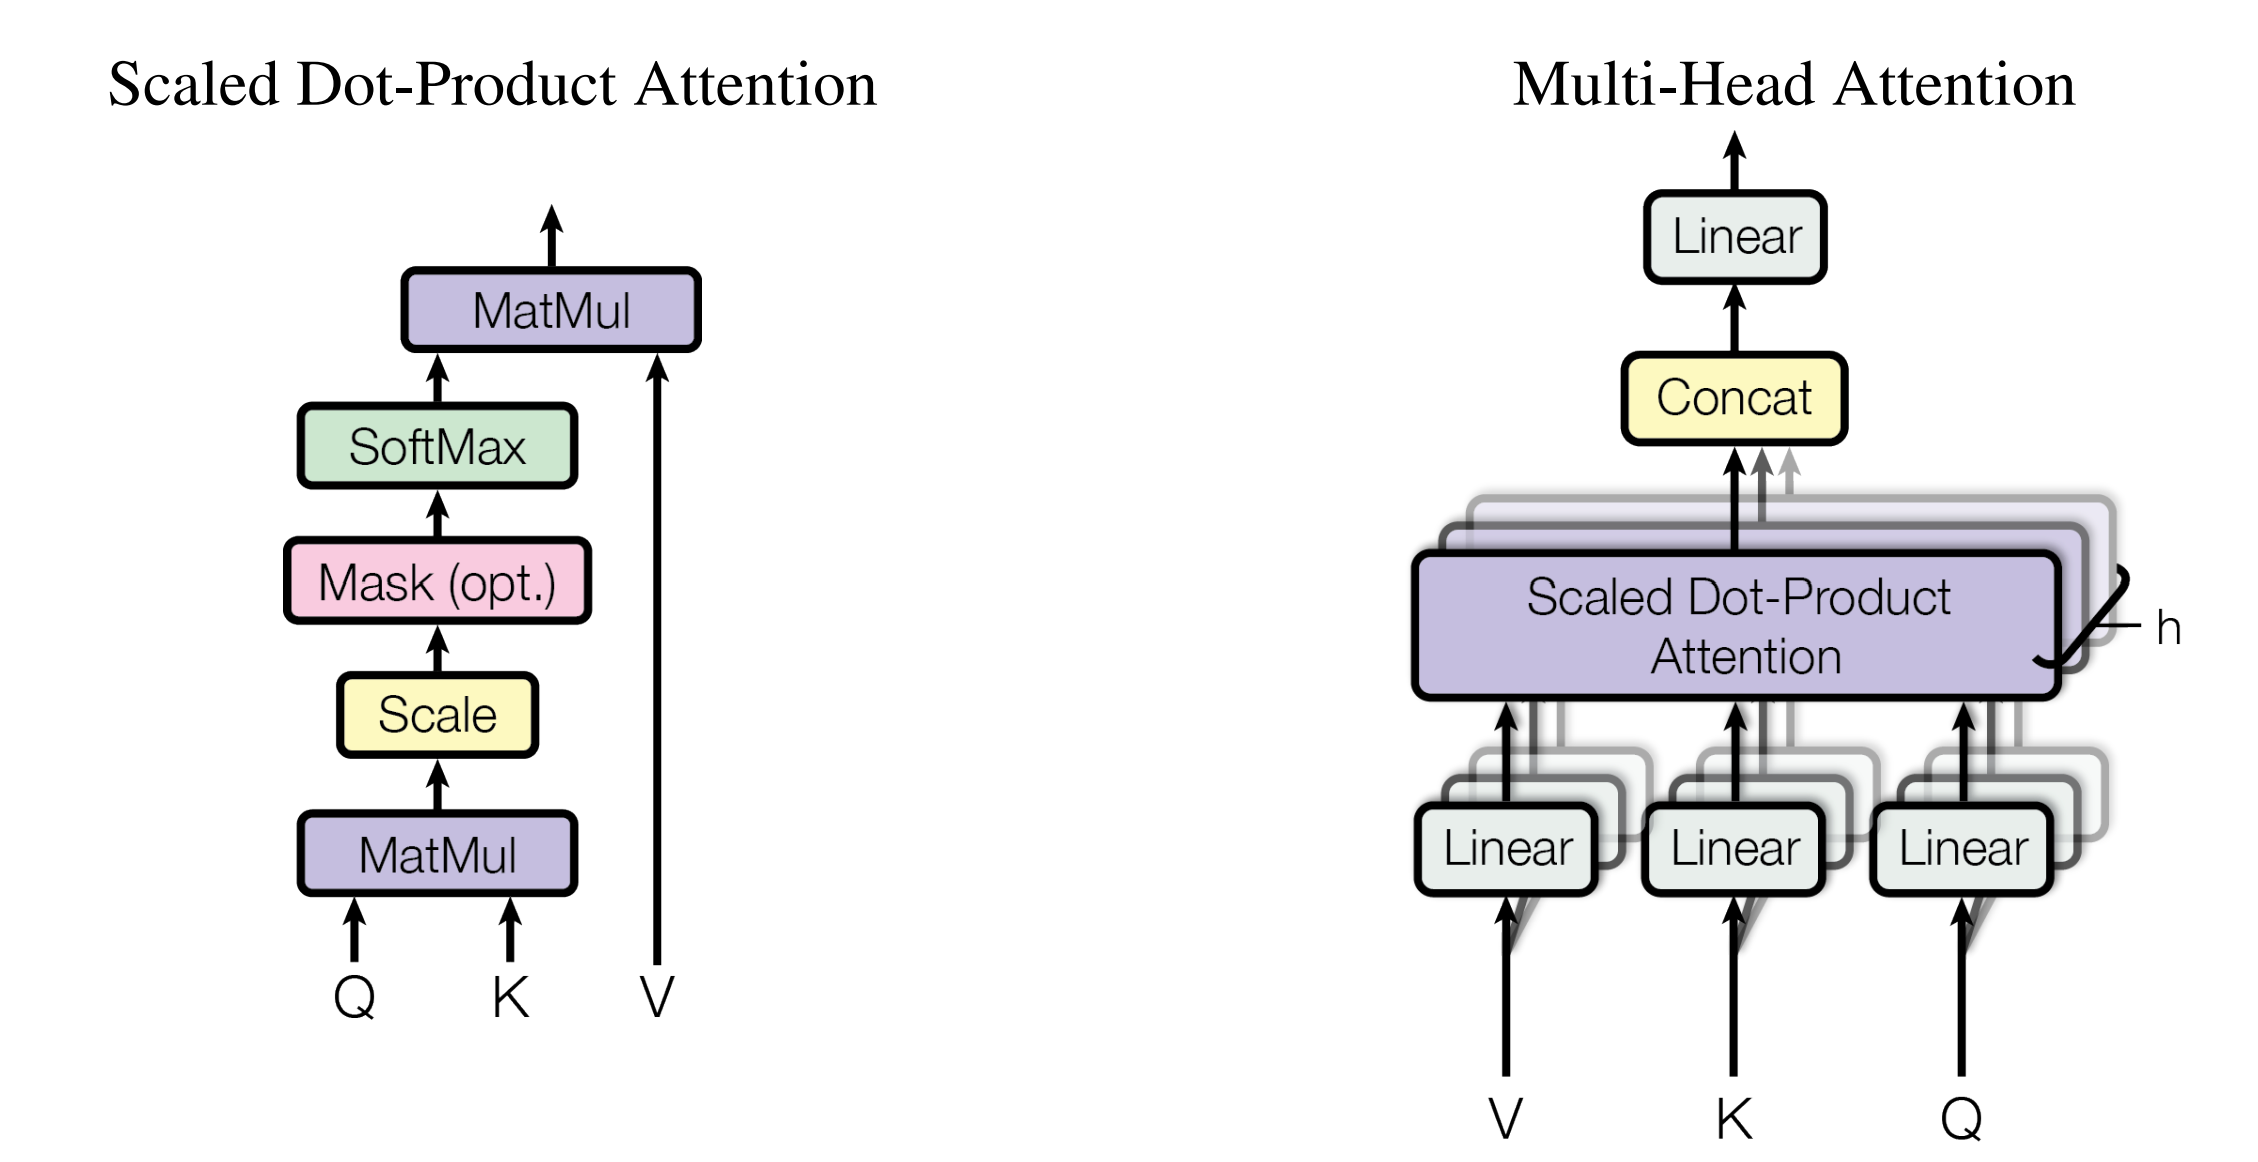 Scaled Dot-Product Attention
MatMul
SoftMax
Mask (opt.)
Scale
MatMul
Q K V
Multi-Head Attention
Linear
Concat
Scaled Dot-Product
Attention
h
Linear Linear Linear
V K Q